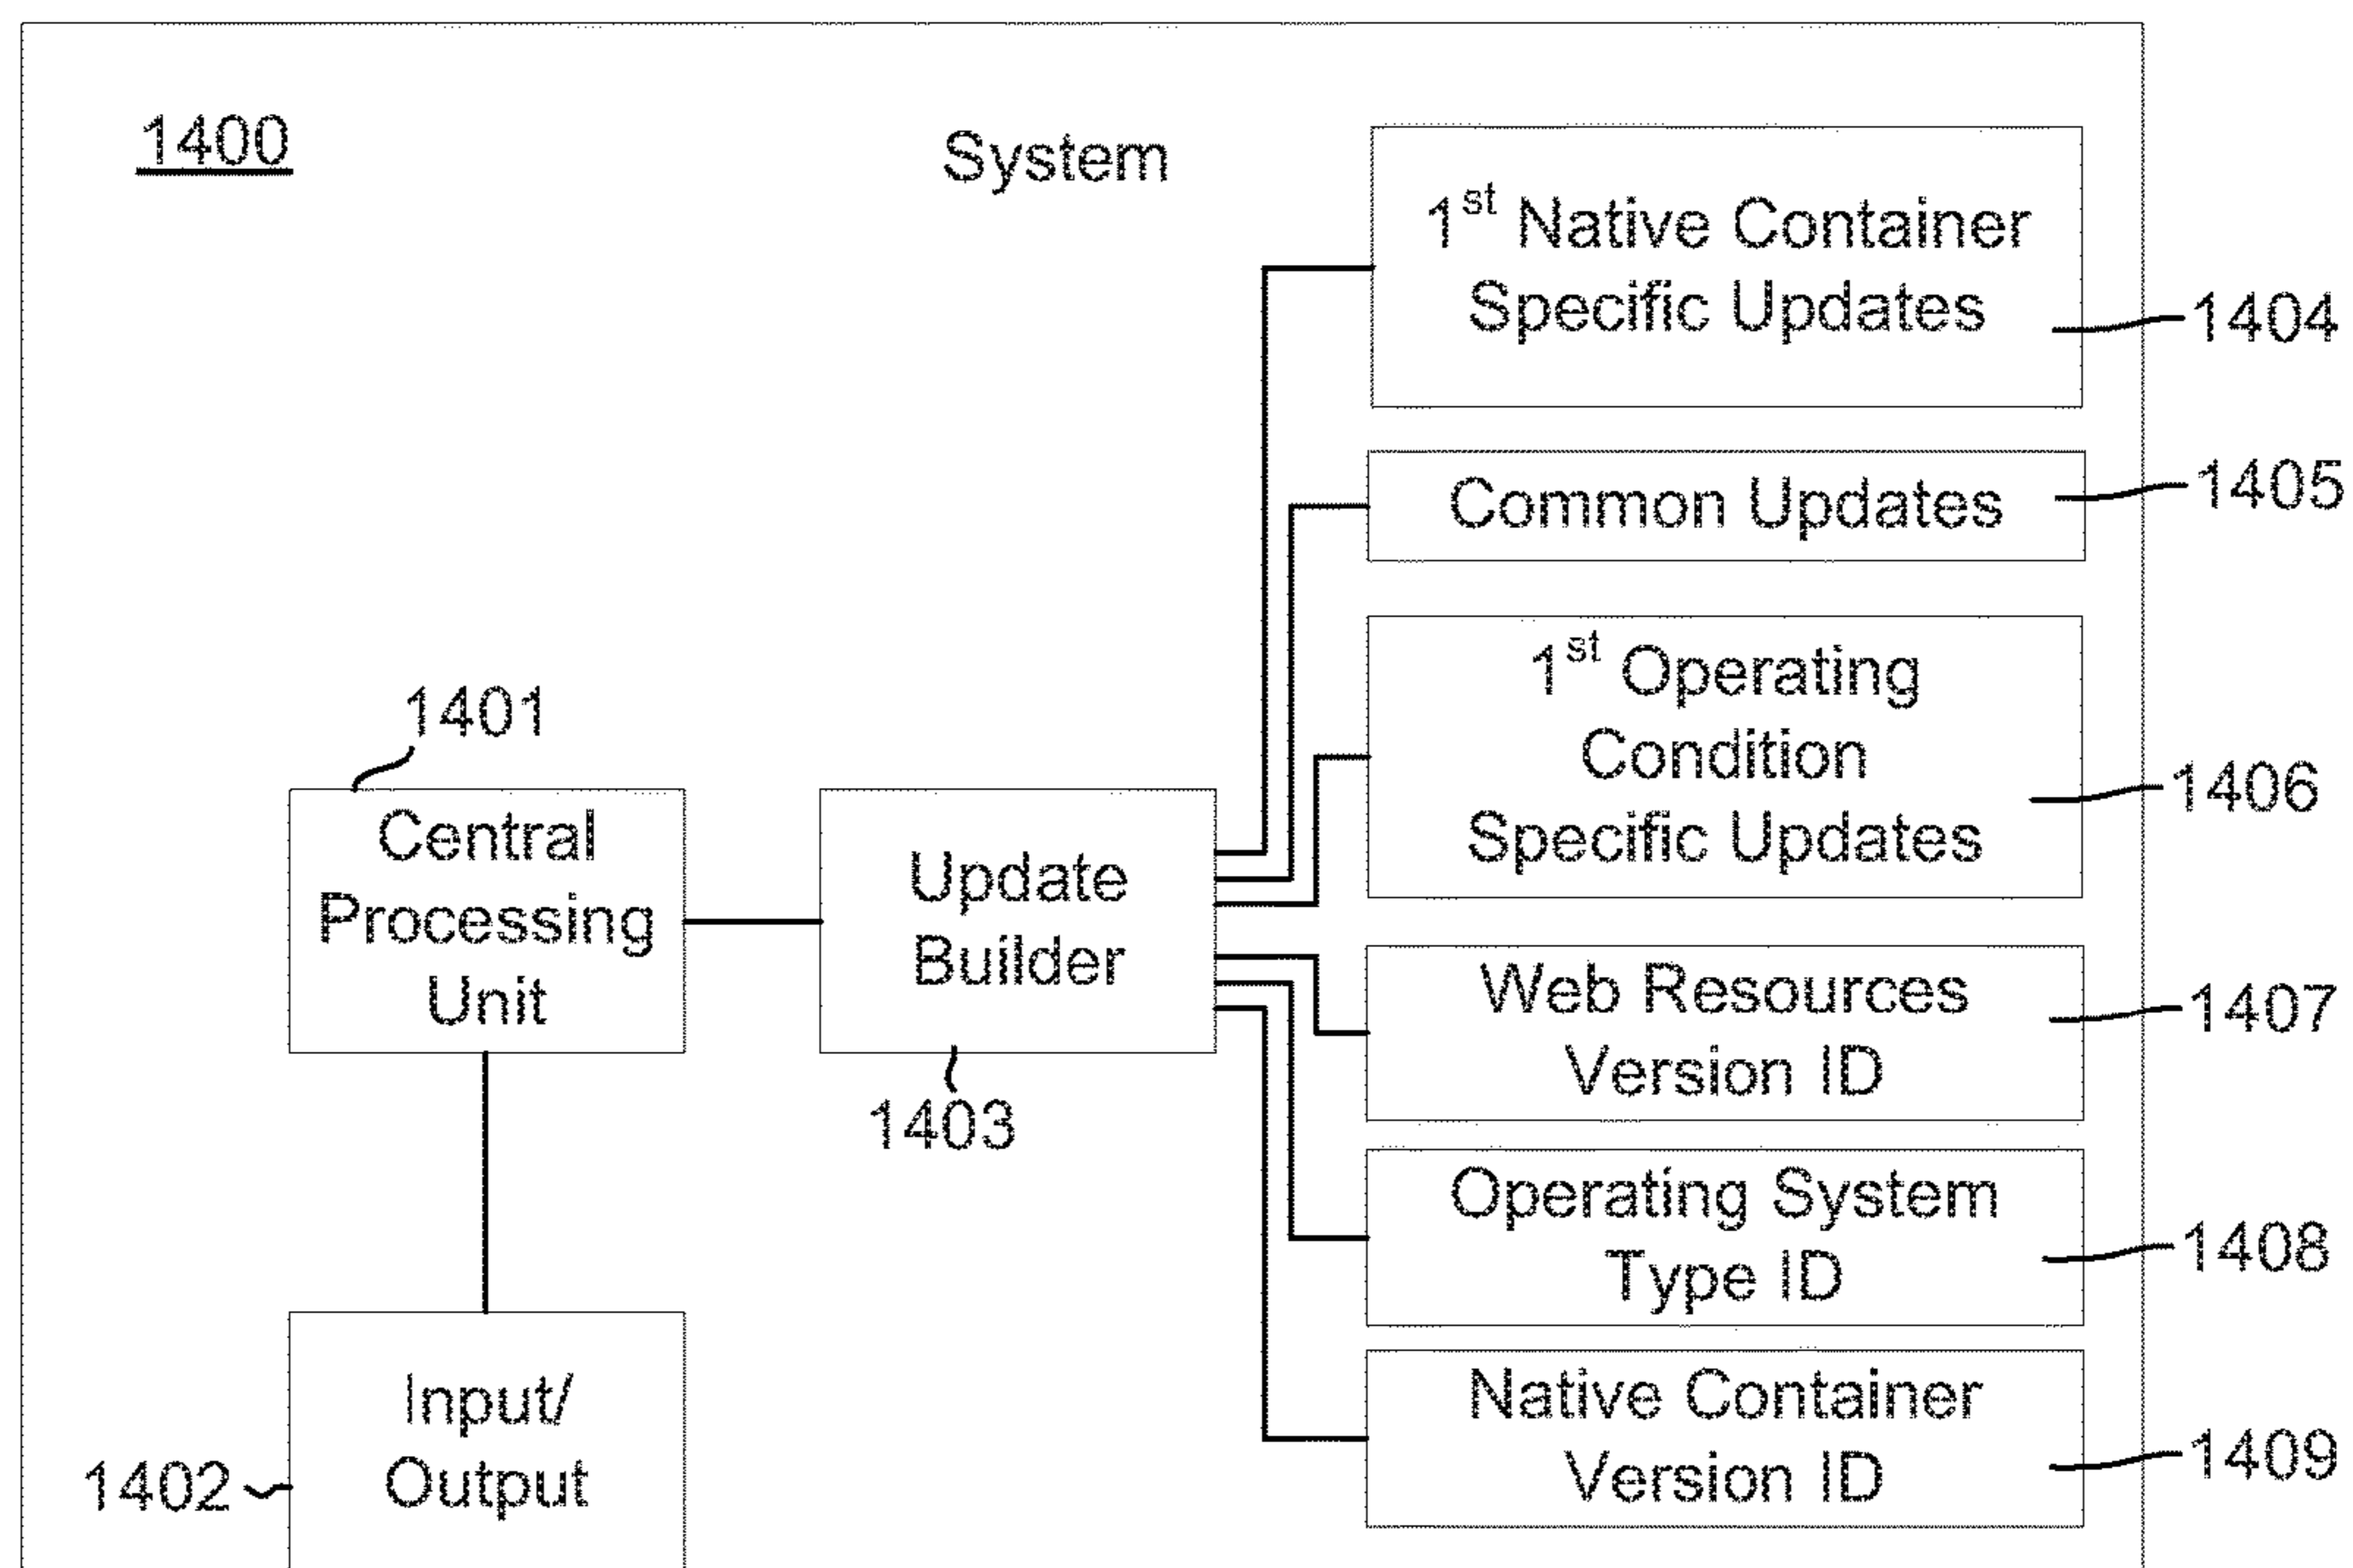 1400
System
1st Native Container
Specific Updates
1404
Common Updates
1405
1st Operating
Condition
Specific Updates
1406
1401
Central
Processing
Unit
Update
Builder
1403
Web Resources
Version ID
1407
Operating System
Type ID
1408
Input/
Output
1402
Native Container
Version ID
1409